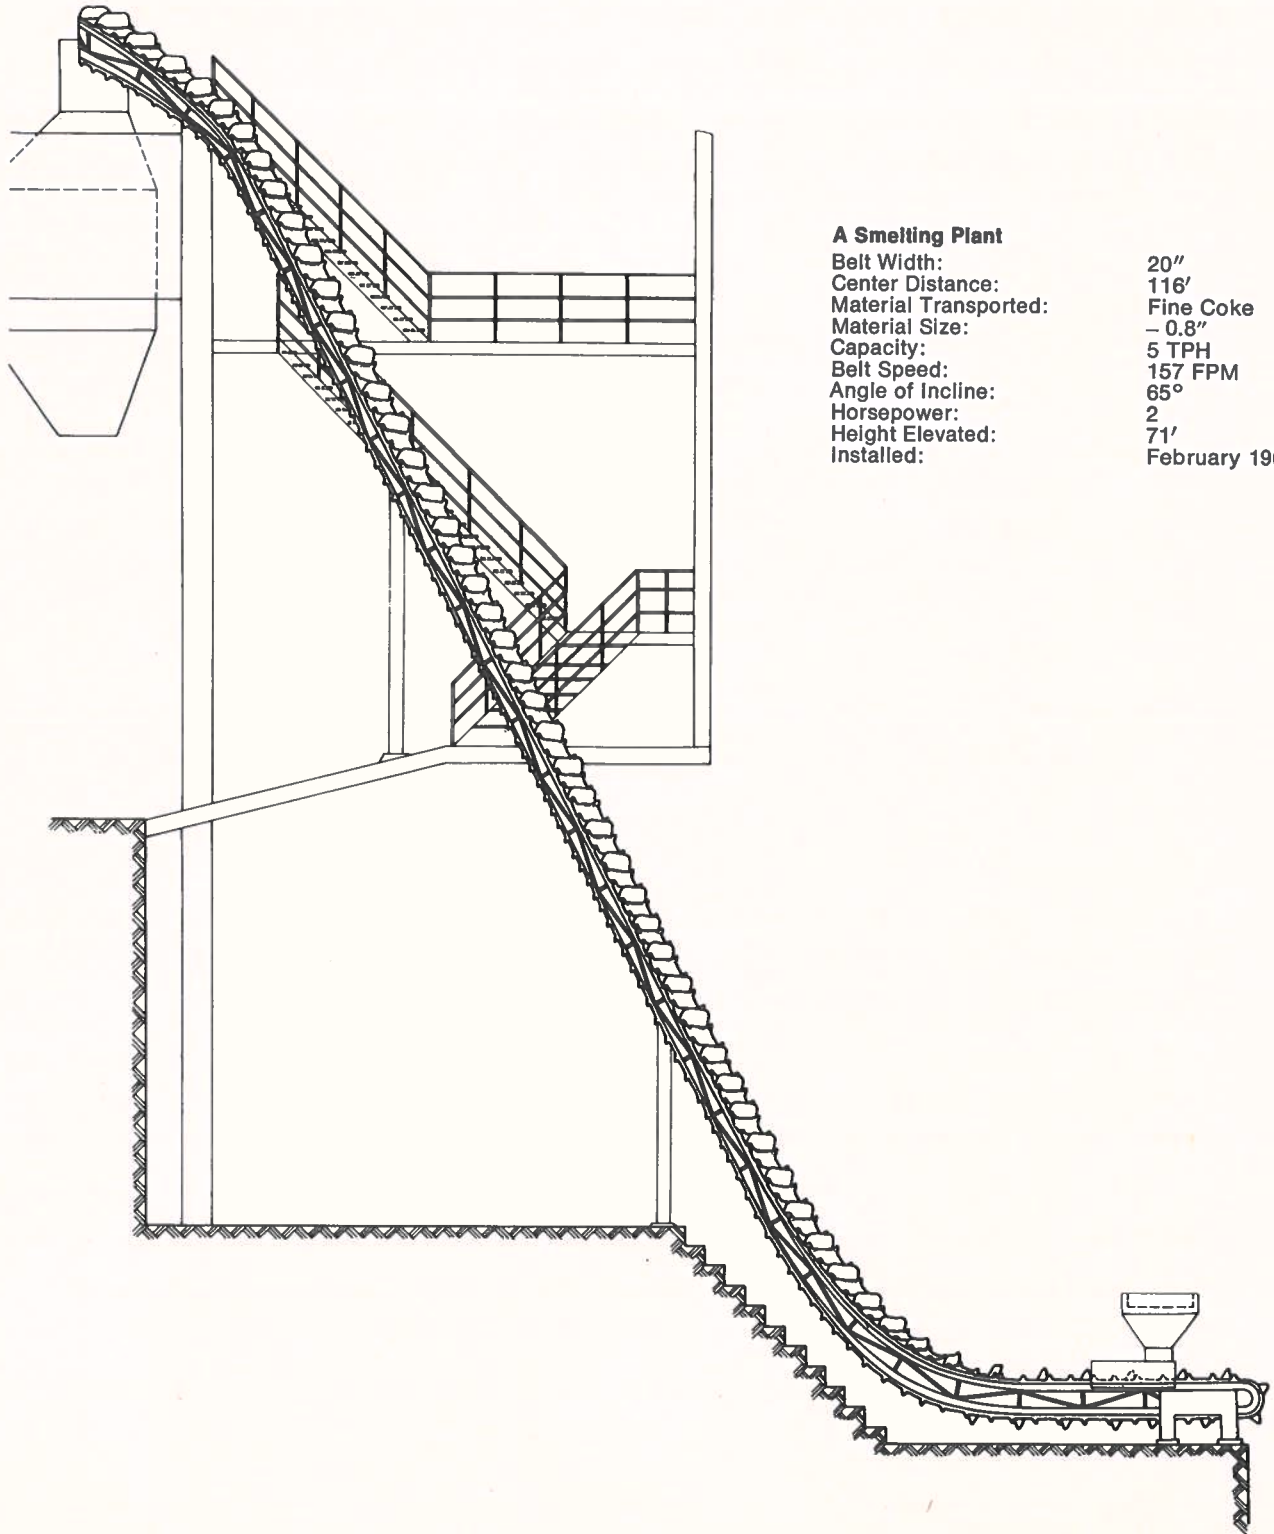 A Smelting Plant
Belt Width: 20″
Center Distance: 116′
Material Transported: Fine Coke
Material Size: – 0.8″
Capacity: 5 TPH
Belt Speed: 157 FPM
Angle of Incline: 65°
Horsepower: 2
Height Elevated: 71′
Installed: February